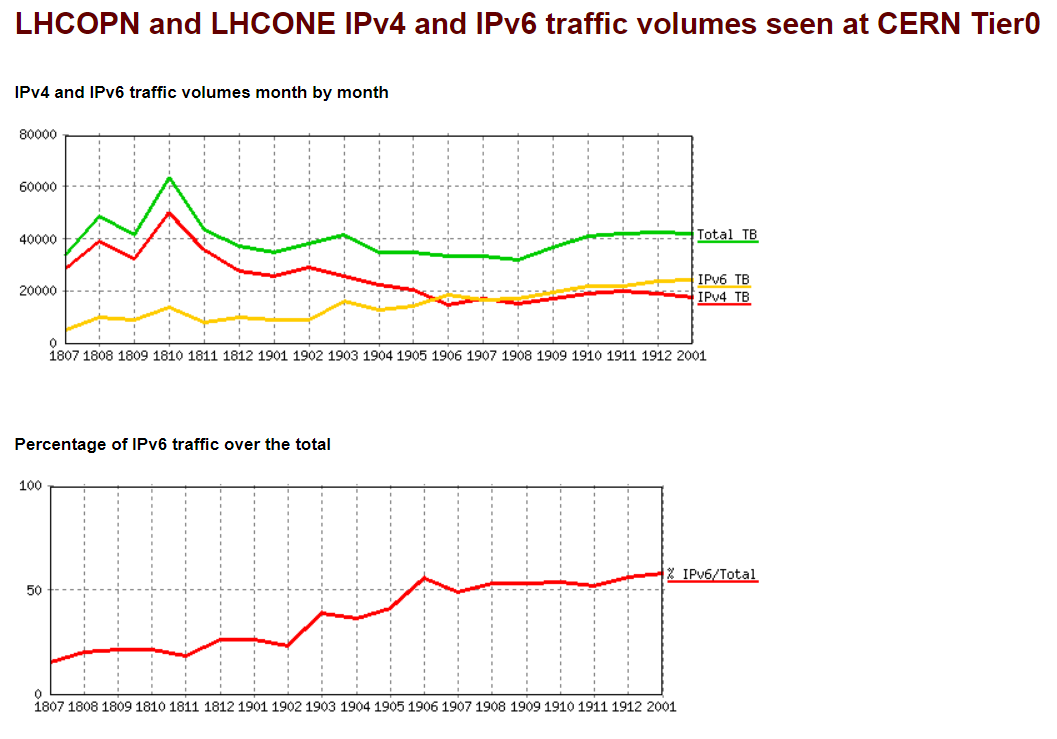 LHCOPN and LHCONE IPv4 and IPv6 traffic volumes seen at CERN Tier0
IPv4 and IPv6 traffic volumes month by month
80000
60000
40000
20000
0
Total TB
IPv6 TB
IPv4 TB
1807 1808 1809 1810 1811 1812 1901 1902 1903 1904 1905 1906 1907 1908 1909 1910 1911 1912 2001
Percentage of IPv6 traffic over the total
100
50
0
% IPv6/Total
1807 1808 1809 1810 1811 1812 1901 1902 1903 1904 1905 1906 1907 1908 1909 1910 1911 1912 2001